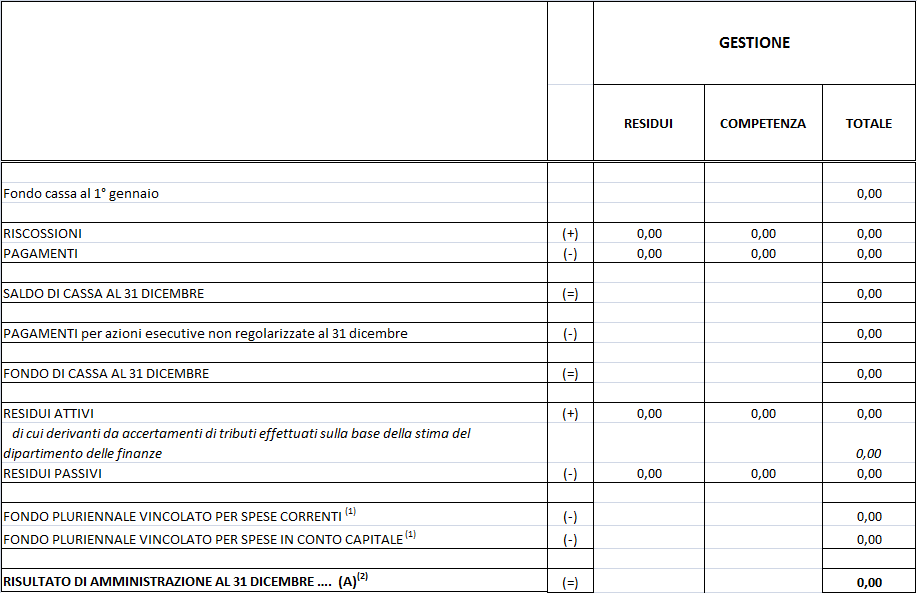 GESTIONE
RESIDUI COMPETENZA TOTALE
Fondo cassa al 1° gennaio 0,00
RISCOSSIONI (+) 0,00 0,00 0,00
PAGAMENTI (-) 0,00 0,00 0,00
SALDO DI CASSA AL 31 DICEMBRE (=) 0,00
PAGAMENTI per azioni esecutive non regolarizzate al 31 dicembre (-) 0,00
FONDO DI CASSA AL 31 DICEMBRE (=) 0,00
RESIDUI ATTIVI (+) 0,00 0,00 0,00
di cui derivanti da accertamenti di tributi effettuati sulla base della stima del
dipartimento delle finanze 0,00
RESIDUI PASSIVI (-) 0,00 0,00 0,00
FONDO PLURIENNALE VINCOLATO PER SPESE CORRENTI (1) (-) 0,00
FONDO PLURIENNALE VINCOLATO PER SPESE IN CONTO CAPITALE (1) (-) 0,00
RISULTATO DI AMMINISTRAZIONE AL 31 DICEMBRE .... (A)(2) (=) 0,00